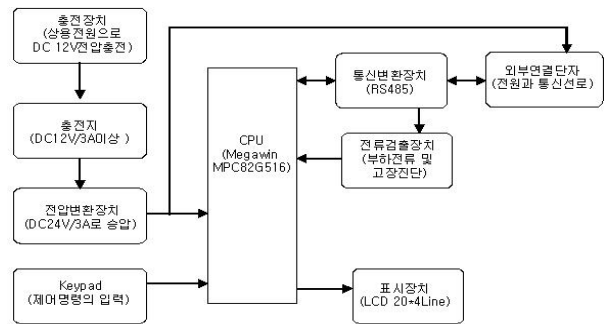 충전장치
(상용전원으로
DC 12V전압충전)
충전지
(DC12V/3A이상 )
전압변환장치
(DC24V/3A로 승압)
Keypad
(제어명령의 입력)
CPU
(Megawin
MPC82G516)
통신변환장치
(RS485)
전류검출장치
(부하전류 및
고장진단)
표시장치
(LCD 20*4Line)
외부연결단자
(전원과 통신선로)